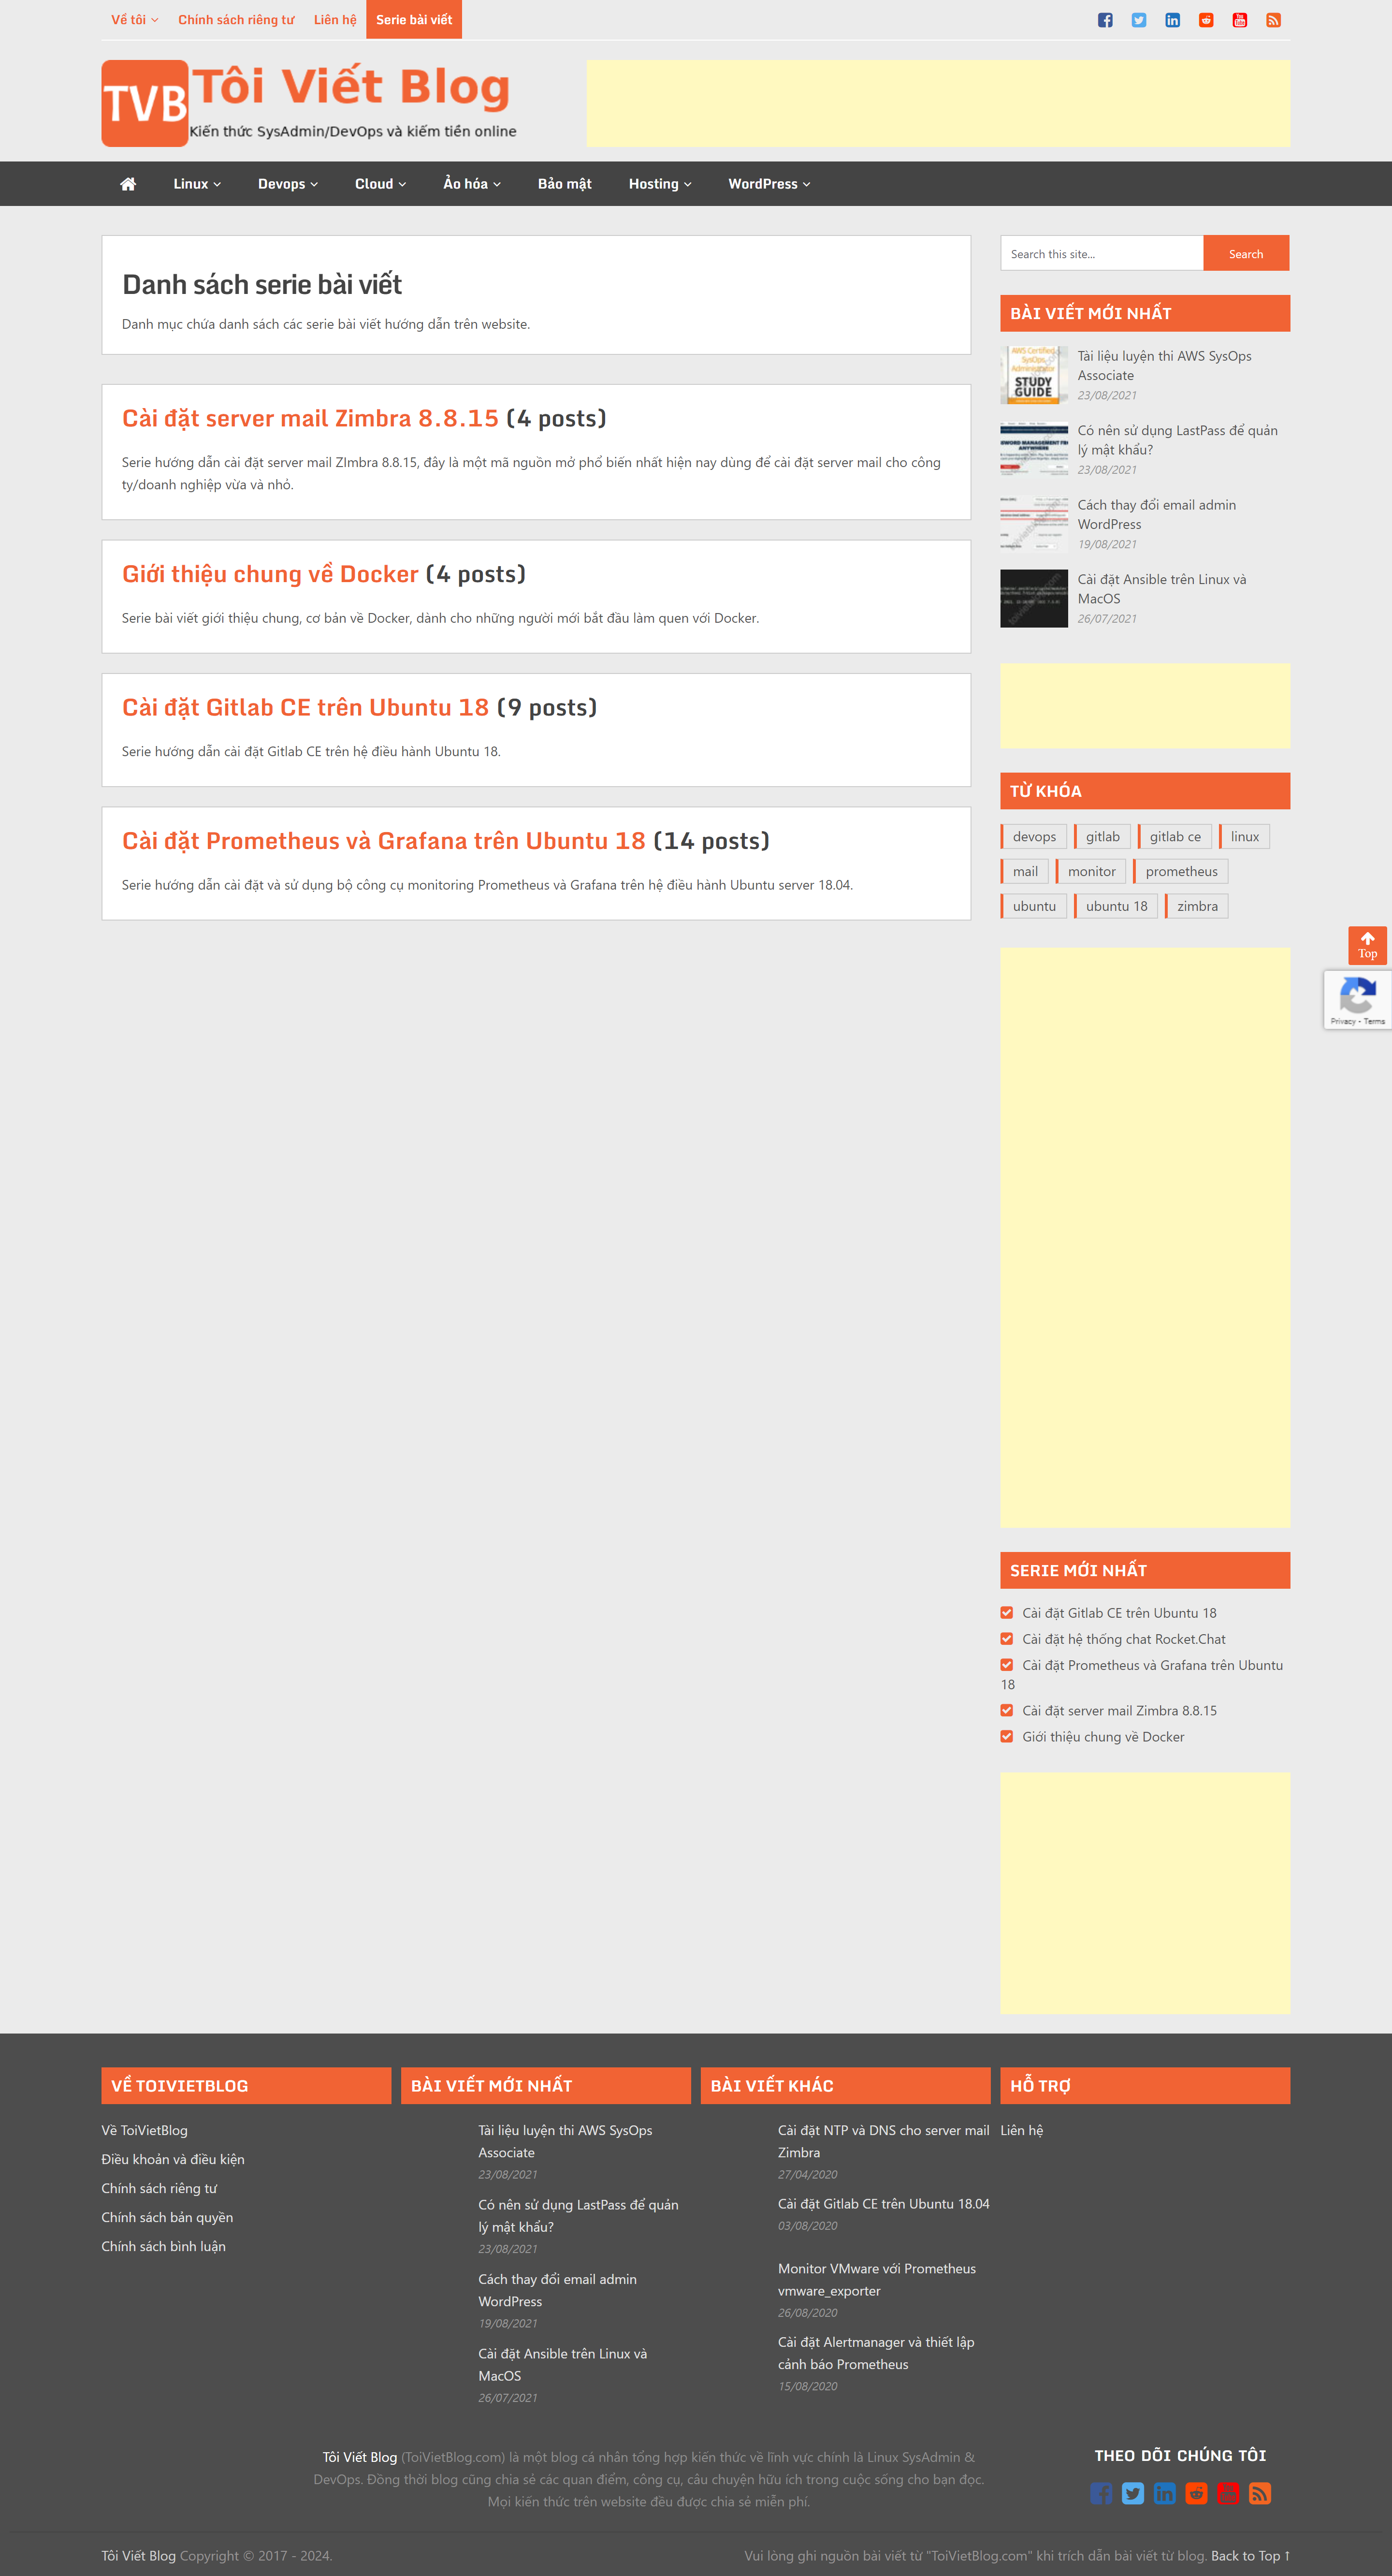 Về tôi
Chính sách riêng tư
Liên hệ
Serie bài viết
TVB
Tôi Viết Blog
Kiến thức SysAdmin/DevOps và kiếm tiền online
Linux
Devops
Cloud
Ảo hóa
Bảo mật
Hosting
WordPress
Danh sách serie bài viết
Danh mục chứa danh sách các serie bài viết hướng dẫn trên website.
Cài đặt server mail Zimbra 8.8.15 (4 posts)
Serie hướng dẫn cài đặt server mail ZImbra 8.8.15, đây là một mã nguồn mở phổ biến nhất hiện nay dùng để cài đặt server mail cho công
ty/doanh nghiệp vừa và nhỏ.
Giới thiệu chung về Docker (4 posts)
Serie bài viết giới thiệu chung, cơ bản về Docker, dành cho những người mới bắt đầu làm quen với Docker.
Cài đặt Gitlab CE trên Ubuntu 18 (9 posts)
Serie hướng dẫn cài đặt Gitlab CE trên hệ điều hành Ubuntu 18.
Cài đặt Prometheus và Grafana trên Ubuntu 18 (14 posts)
Serie hướng dẫn cài đặt và sử dụng bộ công cụ monitoring Prometheus và Grafana trên hệ điều hành Ubuntu server 18.04.
Search this site...
Search
BÀI VIẾT MỚI NHẤT
AWS Certified
SysOps
Administrator
STUDY
GUIDE
Tài liệu luyện thi AWS SysOps
Associate
23/08/2021
Có nên sử dụng LastPass để quản
lý mật khẩu?
23/08/2021
Cách thay đổi email admin
WordPress
19/08/2021
Cài đặt Ansible trên Linux và
MacOS
26/07/2021
TỪ KHÓA
devops
gitlab
gitlab ce
linux
mail
monitor
prometheus
ubuntu
ubuntu 18
zimbra
Top
Privacy - Terms
SERIE MỚI NHẤT
Cài đặt Gitlab CE trên Ubuntu 18
Cài đặt hệ thống chat Rocket.Chat
Cài đặt Prometheus và Grafana trên Ubuntu
18
Cài đặt server mail Zimbra 8.8.15
Giới thiệu chung về Docker
VỀ TOIVIETBLOG
Về ToiVietBlog
Điều khoản và điều kiện
Chính sách riêng tư
Chính sách bản quyền
Chính sách bình luận
BÀI VIẾT MỚI NHẤT
Tài liệu luyện thi AWS SysOps
Associate
23/08/2021
Có nên sử dụng LastPass để quản
lý mật khẩu?
23/08/2021
Cách thay đổi email admin
WordPress
19/08/2021
Cài đặt Ansible trên Linux và
MacOS
26/07/2021
BÀI VIẾT KHÁC
Cài đặt NTP và DNS cho server mail
Zimbra
27/04/2020
Cài đặt Gitlab CE trên Ubuntu 18.04
03/08/2020
Monitor VMware với Prometheus
vmware_exporter
26/08/2020
Cài đặt Alertmanager và thiết lập
cảnh báo Prometheus
15/08/2020
HỖ TRỢ
Liên hệ
Tôi Viết Blog (ToiVietBlog.com) là một blog cá nhân tổng hợp kiến thức về lĩnh vực chính là Linux SysAdmin &
DevOps. Đồng thời blog cũng chia sẻ các quan điểm, công cụ, câu chuyện hữu ích trong cuộc sống cho bạn đọc.
Mọi kiến thức trên website đều được chia sẻ miễn phí.
THEO DÕI CHÚNG TÔI
Tôi Viết Blog Copyright © 2017 - 2024.
Vui lòng ghi nguồn bài viết từ "ToiVietBlog.com" khi trích dẫn bài viết từ blog. Back to Top ↑